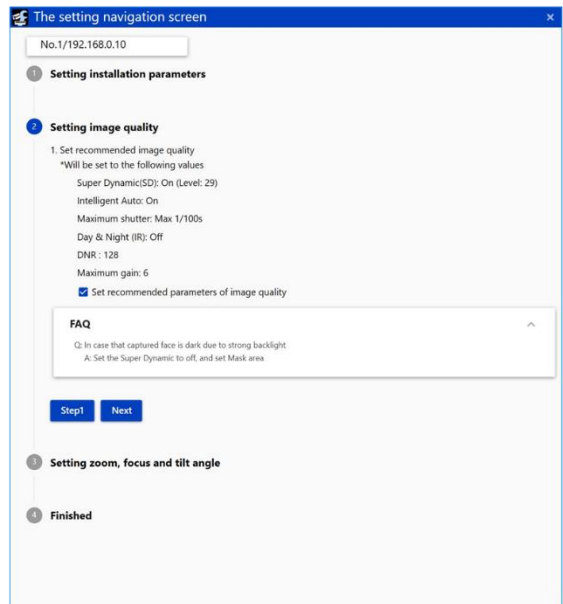 The setting navigation screen ×
No.1/192.168.0.10
1 Setting installation parameters
2 Setting image quality
1. Set recommended image quality
*Will be set to the following values
Super Dynamic(SD): On (Level: 29)
Intelligent Auto: On
Maximum shutter: Max 1/100s
Day & Night (IR): Off
DNR : 128
Maximum gain: 6
Set recommended parameters of image quality
FAQ
Q: In case that captured face is dark due to strong backlight
A: Set the Super Dynamic to off, and set Mask area
Step1 Next
3 Setting zoom, focus and tilt angle
4 Finished